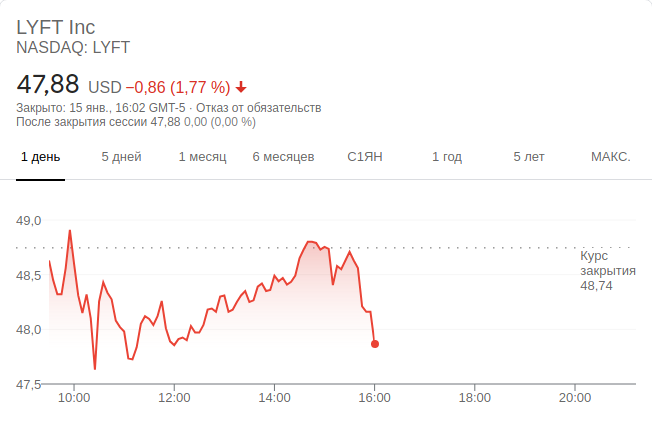 LYFT Inc
NASDAQ: LYFT
47,88 USD −0,86 (1,77 %)
Закрыто: 15 янв., 16:02 GMT-5 · Отказ от обязательств
После закрытия сессии 47,88 0,00 (0,00 %)
1 день 5 дней 1 месяц 6 месяцев С1ЯН 1 год 5 лет МАКС.
49,0
48,5
48,0
47,5
Курс
закрытия
48,74
10:00 12:00 14:00 16:00 18:00 20:00